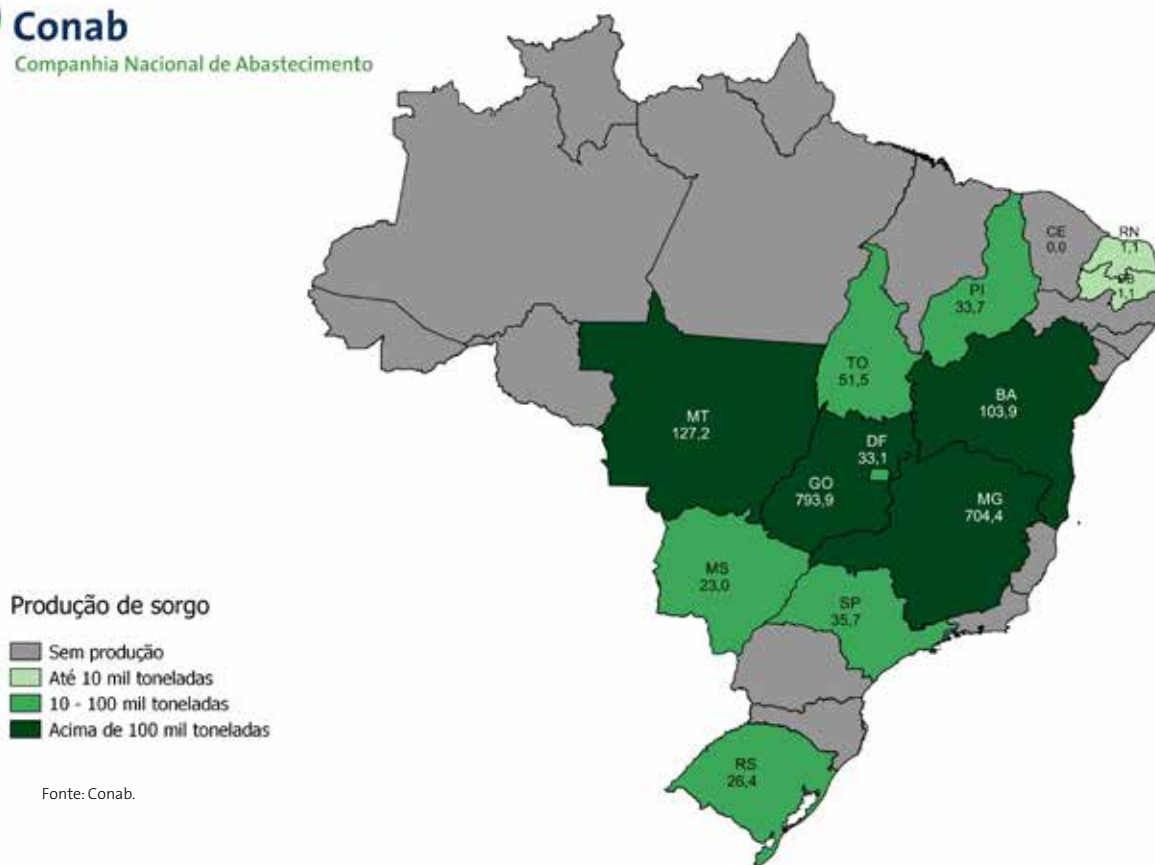 Conab
Companhia Nacional de Abastecimento
CE
0,0
RN
1,1
PB
1,1
PI
33,7
TO
51,5
BA
103,9
MT
127,2
DF
33,1
GO
793,9
MG
704,4
MS
23,0
SP
35,7
RS
26,4
Produção de sorgo
Sem produção
Até 10 mil toneladas
10 - 100 mil toneladas
Acima de 100 mil toneladas
Fonte: Conab.